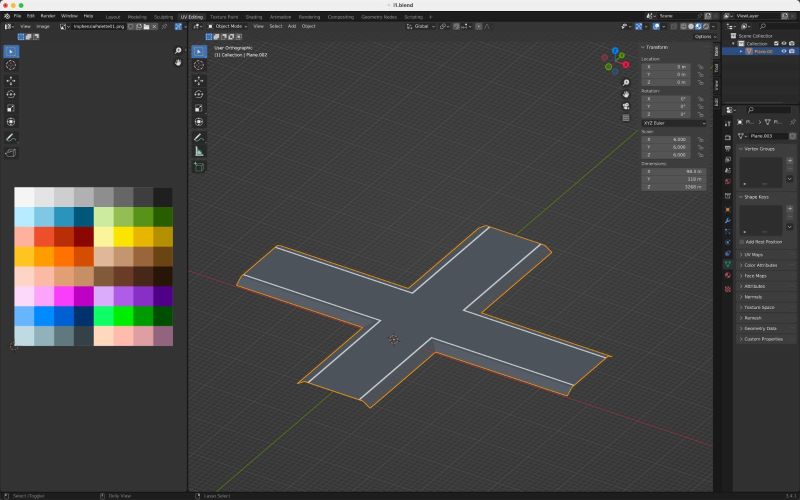 i1.blend
File Edit Render Window Help Layout Modeling Sculpting UV Editing Texture Paint Shading Animation Rendering Compositing Geometry Nodes Scripting
Scene
ViewLayer
View
Image
ImphenziaPalette01.png
Object Mode
View Select Add Object
Global
Options
User Orthographic
(1) Collection | Plane.002
Transform
Location:
X 0 m
Y 0 m
Z 0 m
Rotation:
X 0°
Y 0°
Z 0°
XYZ Euler
Scale:
X 6.000
Y 6.000
Z 6.000
Dimensions:
X 98.3 m
Y 118 m
Z
Item
Tool
View
Edit
Scene Collection
Collection
Plane.00
Pl...
Pl...
Plane.003
Vertex Groups
Shape Keys
Add Rest Position
UV Maps
Color Attributes
Face Maps
Attributes
Normals
Texture Space
Remesh
Geometry Data
Custom Properties
Select (Toggle)
Dolly View
Lasso Select
3.4.1